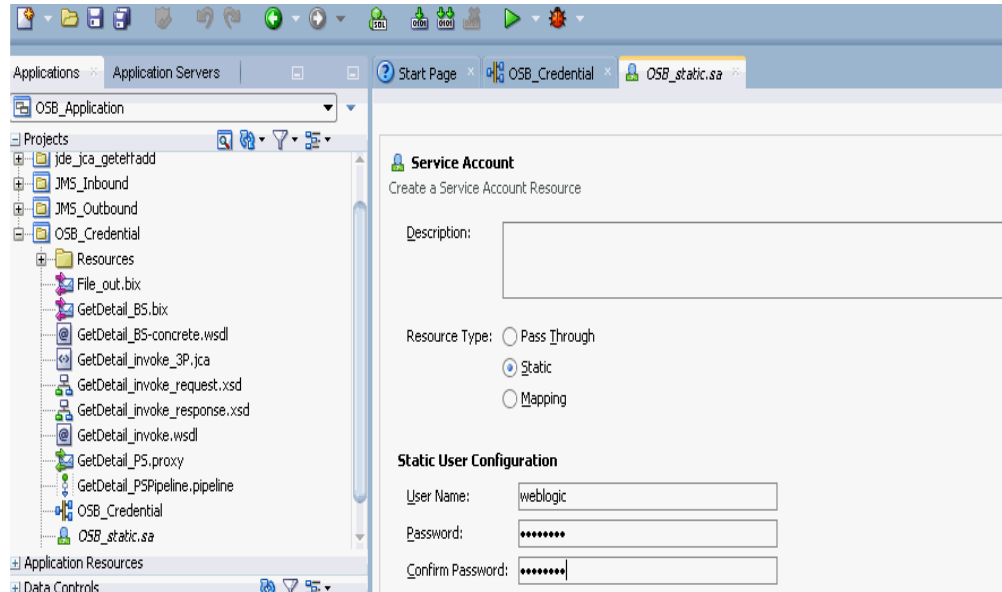 SQL
0101 0101
Applications Application Servers
Start Page OSB_Credential OSB_static.sa
OSB_Application
Projects
JMS_Inbound
JMS_Outbound
OSB_Credential
Resources
File_out.bix
GetDetail_BS.bix
GetDetail_BS-concrete.wsdl
GetDetail_invoke_3P.jca
GetDetail_invoke_request.xsd
GetDetail_invoke_response.xsd
GetDetail_invoke.wsdl
GetDetail_PS.proxy
GetDetail_PSPipeline.pipeline
OSB_Credential
OSB_static.sa
Application Resources
Data Controls
Service Account
Create a Service Account Resource
Description:
Resource Type: Pass Through
Static
Mapping
Static User Configuration
User Name: weblogic
Password: ••••••••
Confirm Password: ••••••••